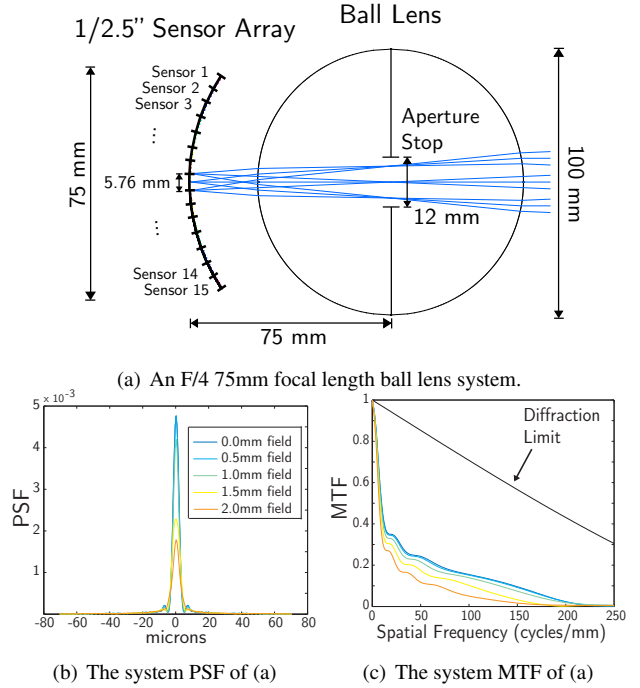 1/2.5" Sensor Array
Ball Lens
Sensor 1
Sensor 2
Sensor 3
...
75 mm
5.76 mm
...
Sensor 14
Sensor 15
Aperture
Stop
12 mm
100 mm
75 mm
(a) An F/4 75mm focal length ball lens system.
× 10⁻³
5
4
3
2
1
PSF
0.0mm field
0.5mm field
1.0mm field
1.5mm field
2.0mm field
-80 -60 -40 -20 0 20 40 60 80
microns
(b) The system PSF of (a)
1
0.8
0.6
0.4
0.2
0
MTF
Diffraction
Limit
0 50 100 150 200 250
Spatial Frequency (cycles/mm)
(c) The system MTF of (a)